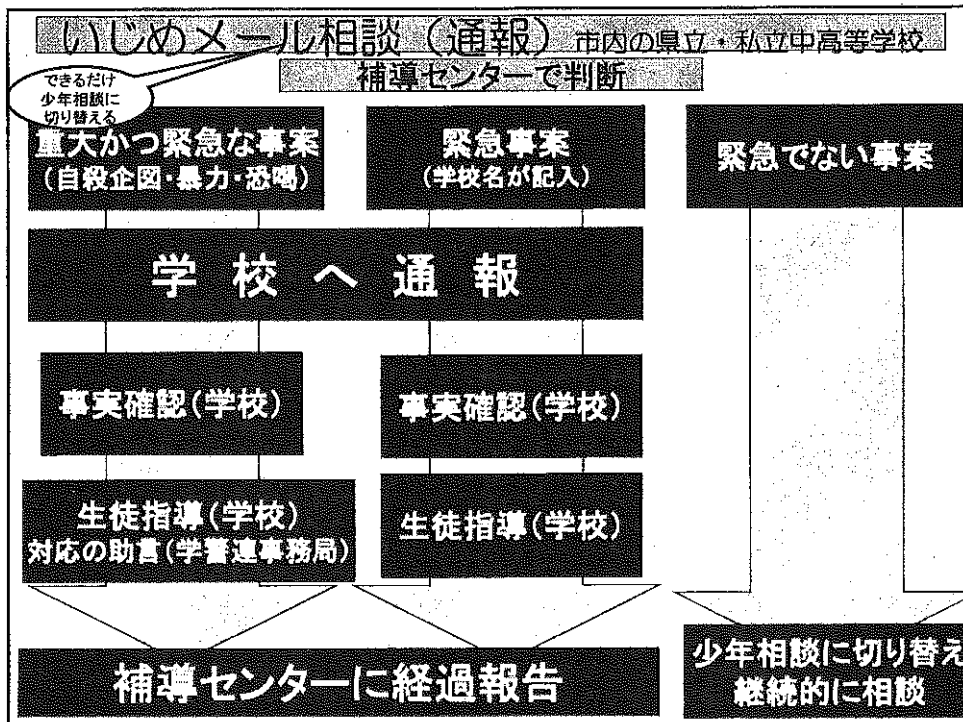 いじめメール相談（通報）市内の県立・私立中高等学校
補導センターで判断
できるだけ
少年相談に
切り替える
重大かつ緊急な事案
（自殺企図・暴力・恐喝）
緊急事案
（学校名が記入）
緊急でない事案
学校へ通報
事実確認（学校）
事実確認（学校）
生徒指導（学校）
対応の助言（学警連事務局）
生徒指導（学校）
補導センターに経過報告
少年相談に切り替え
継続的に相談